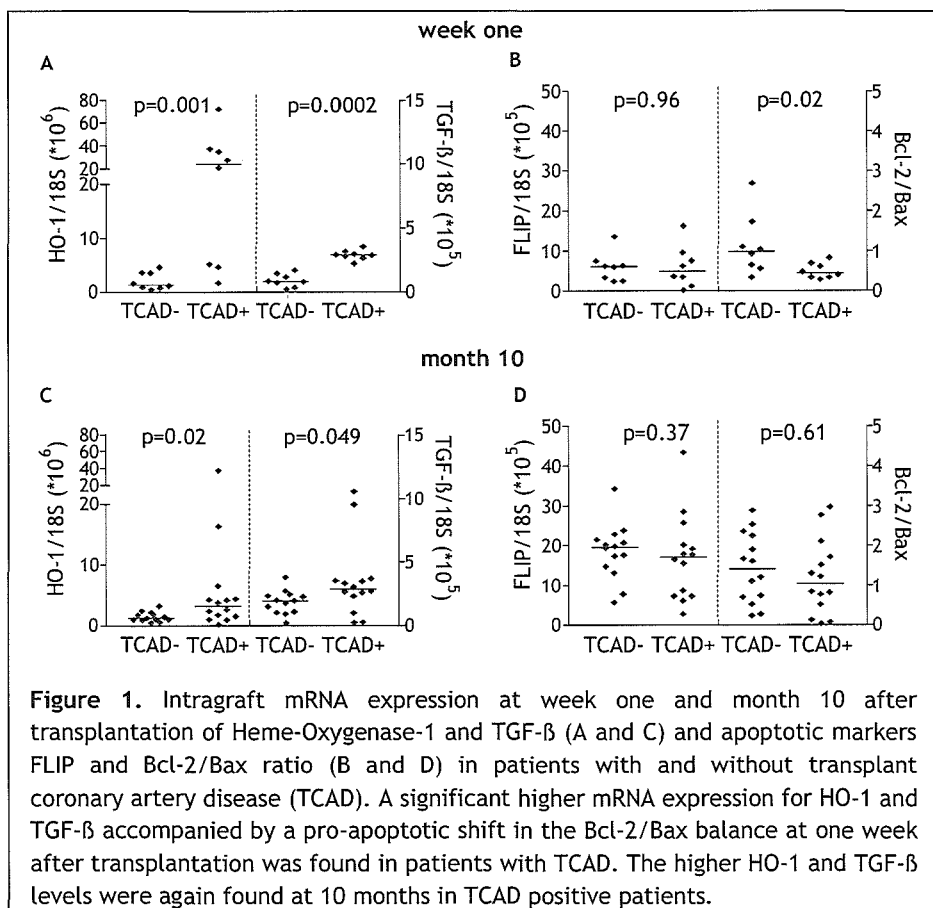 week one
A
B
p=0.001
p=0.0002
HO-1/18S (*10⁶)
80
60
40
20
20
10
0
15
10
5
0
TGF-ß/18S (*10⁵)
TCAD- TCAD+ TCAD- TCAD+
p=0.96
p=0.02
FLIP/18S (*10⁵)
50
40
30
20
10
0
5
4
3
2
1
0
Bcl-2/Bax
TCAD- TCAD+ TCAD- TCAD+
month 10
C
D
p=0.02
p=0.049
HO-1/18S (*10⁶)
80
60
40
20
20
10
0
15
10
5
0
TGF-ß/18S (*10⁵)
TCAD- TCAD+ TCAD- TCAD+
p=0.37
p=0.61
FLIP/18S (*10⁵)
50
40
30
20
10
0
5
4
3
2
1
0
Bcl-2/Bax
TCAD- TCAD+ TCAD- TCAD+
Figure 1. Intragraft mRNA expression at week one and month 10 after
transplantation of Heme-Oxygenase-1 and TGF-ß (A and C) and apoptotic markers
FLIP and Bcl-2/Bax ratio (B and D) in patients with and without transplant
coronary artery disease (TCAD). A significant higher mRNA expression for HO-1 and
TGF-ß accompanied by a pro-apoptotic shift in the Bcl-2/Bax balance at one week
after transplantation was found in patients with TCAD. The higher HO-1 and TGF-ß
levels were again found at 10 months in TCAD positive patients.